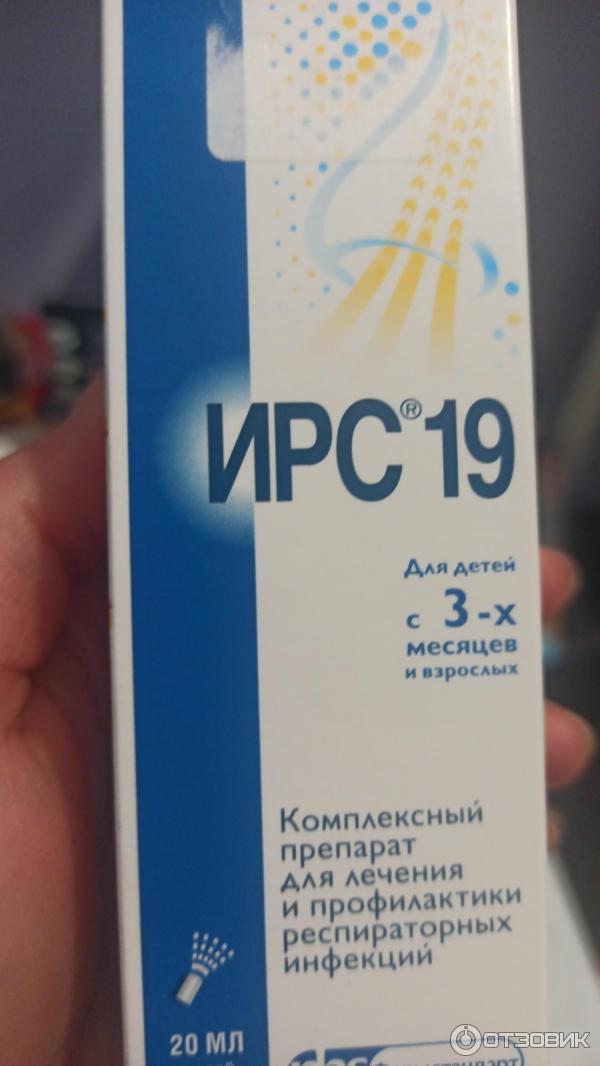 ИРС® 19
Для детей
с 3-х
месяцев
и взрослых
Комплексный
препарат
для лечения
и профилактики
респираторных
инфекций
20 МЛ
ОТЗОВИК